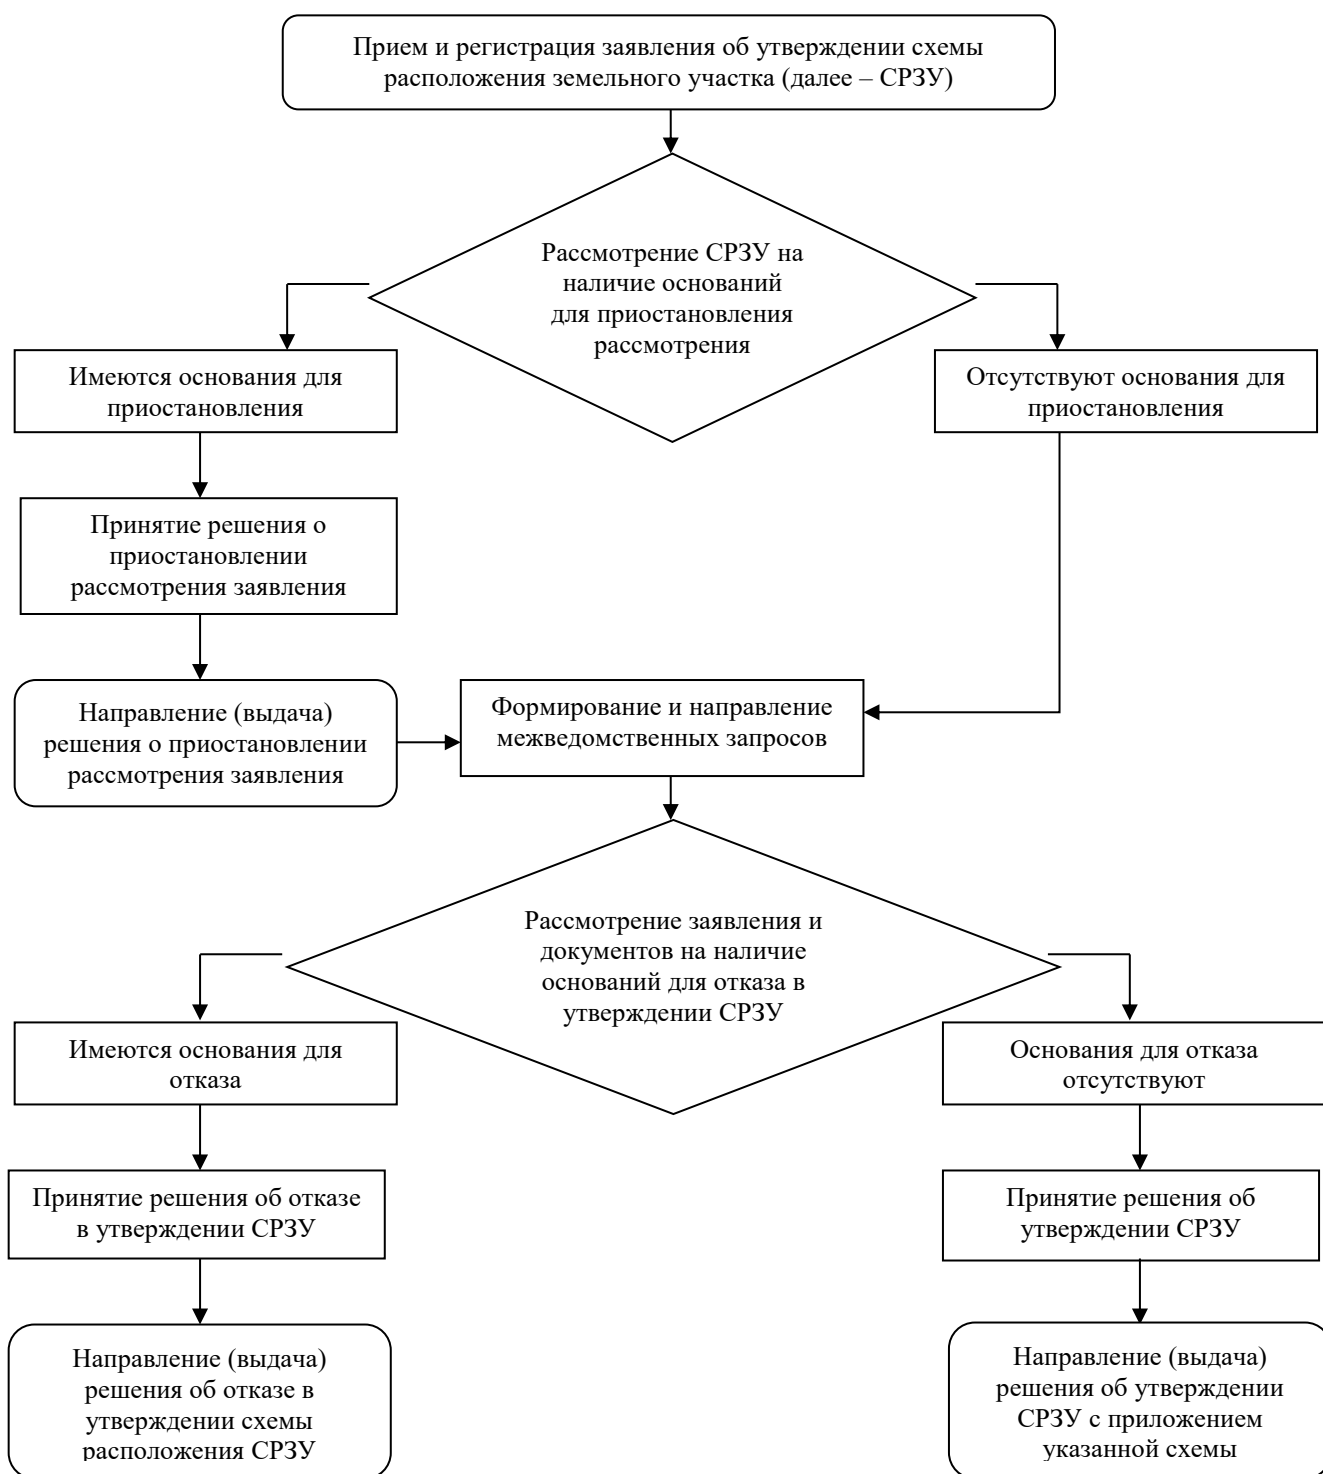 Прием и регистрация заявления об утверждении схемы
расположения земельного участка (далее – СРЗУ)
Рассмотрение СРЗУ на
наличие оснований
для приостановления
рассмотрения
Имеются основания для
приостановления
Отсутствуют основания для
приостановления
Принятие решения о
приостановлении
рассмотрения заявления
Направление (выдача)
решения о приостановлении
рассмотрения заявления
Формирование и направление
межведомственных запросов
Рассмотрение заявления и
документов на наличие
оснований для отказа в
утверждении СРЗУ
Имеются основания для
отказа
Основания для отказа
отсутствуют
Принятие решения об отказе
в утверждении СРЗУ
Принятие решения об
утверждении СРЗУ
Направление (выдача)
решения об отказе в
утверждении схемы
расположения СРЗУ
Направление (выдача)
решения об утверждении
СРЗУ с приложением
указанной схемы